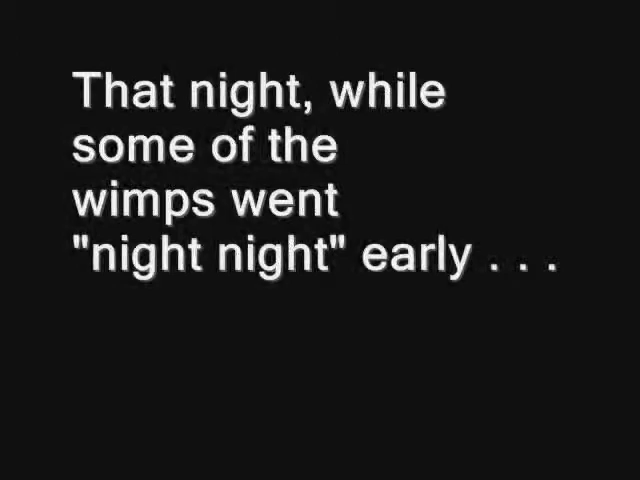 That night, while
some of the
wimps went
"night night" early . . .